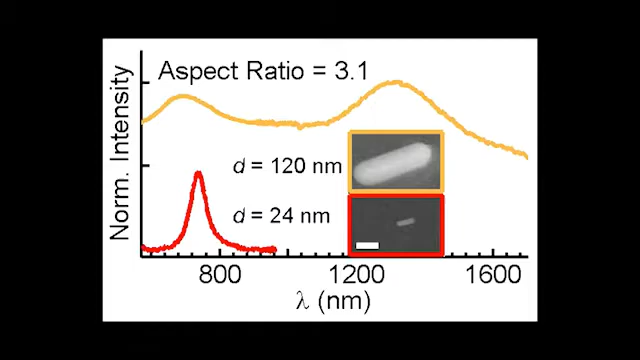 Aspect Ratio = 3.1
Norm. Intensity
d = 120 nm
d = 24 nm
800 1200 1600
λ (nm)